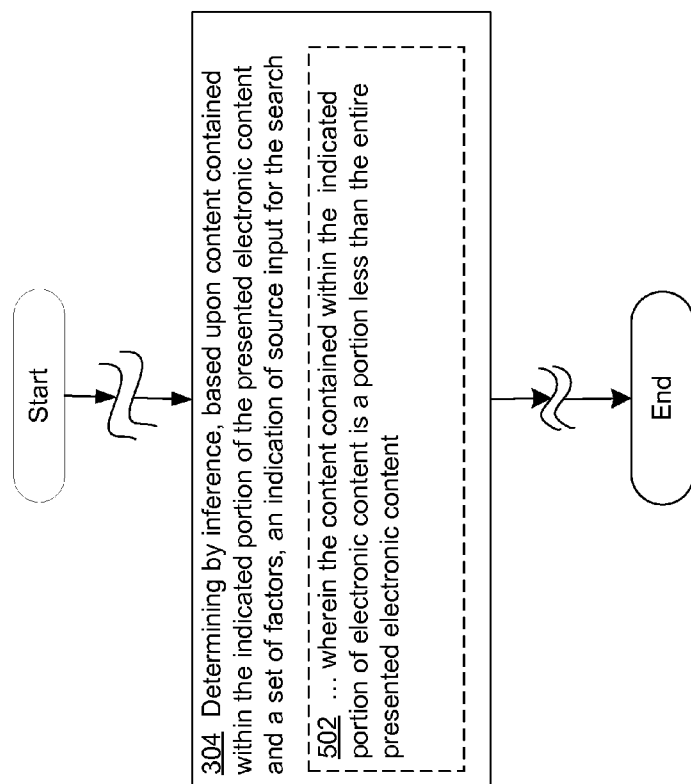 Start
304 Determining by inference, based upon content contained
within the indicated portion of the presented electronic content
and a set of factors, an indication of source input for the search
502 ... wherein the content contained within the indicated
portion of electronic content is a portion less than the entire
presented electronic content
End